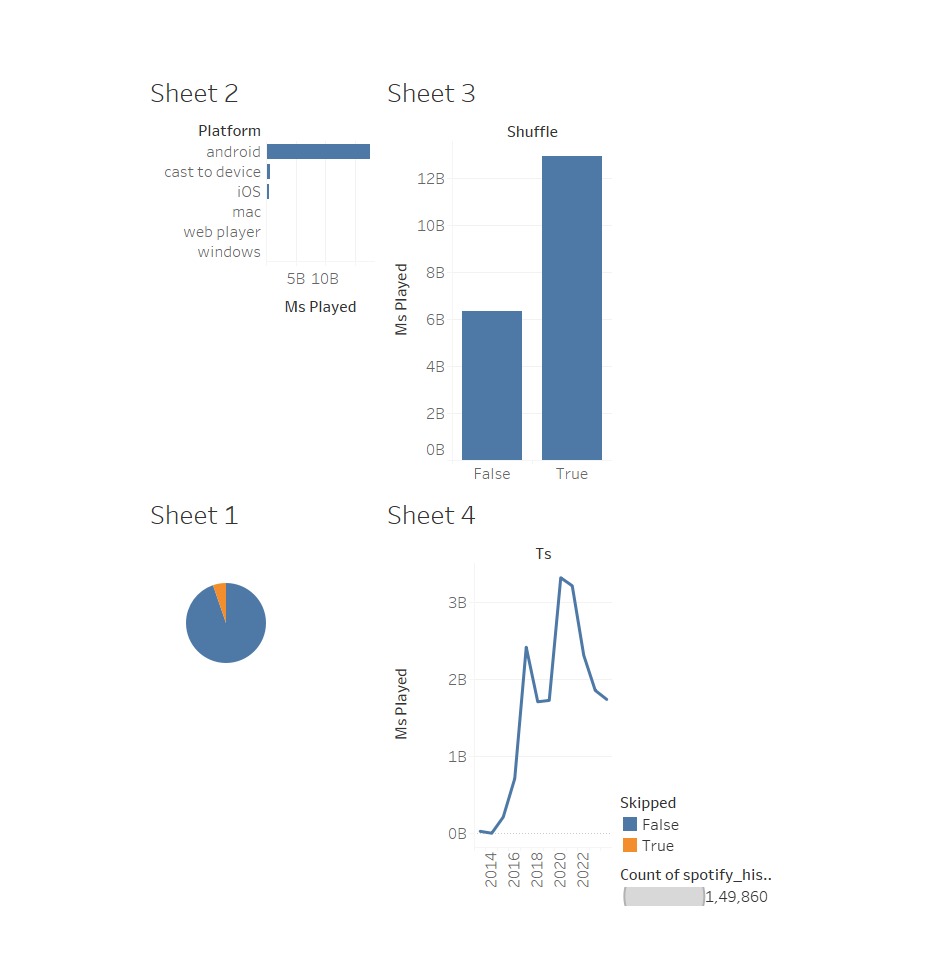 Sheet 2
Platform
android
cast to device
iOS
mac
web player
windows
5B 10B
Ms Played
Sheet 3
Shuffle
12B
10B
8B
6B
4B
2B
0B
Ms Played
False True
Sheet 1
Sheet 4
Ts
3B
2B
1B
0B
Ms Played
2014 2016 2018 2020 2022
Skipped
False
True
Count of spotify_his..
1,49,860